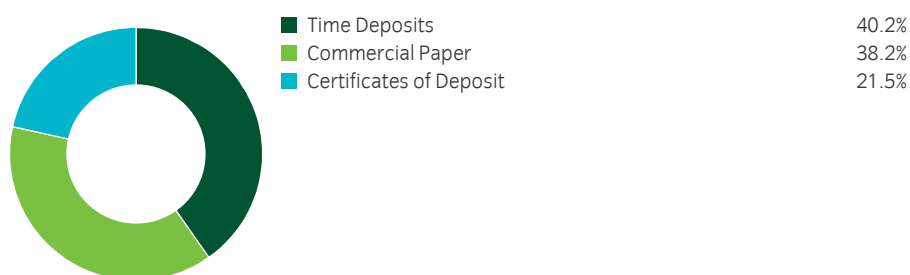 Time Deposits 40.2%
Commercial Paper 38.2%
Certificates of Deposit 21.5%